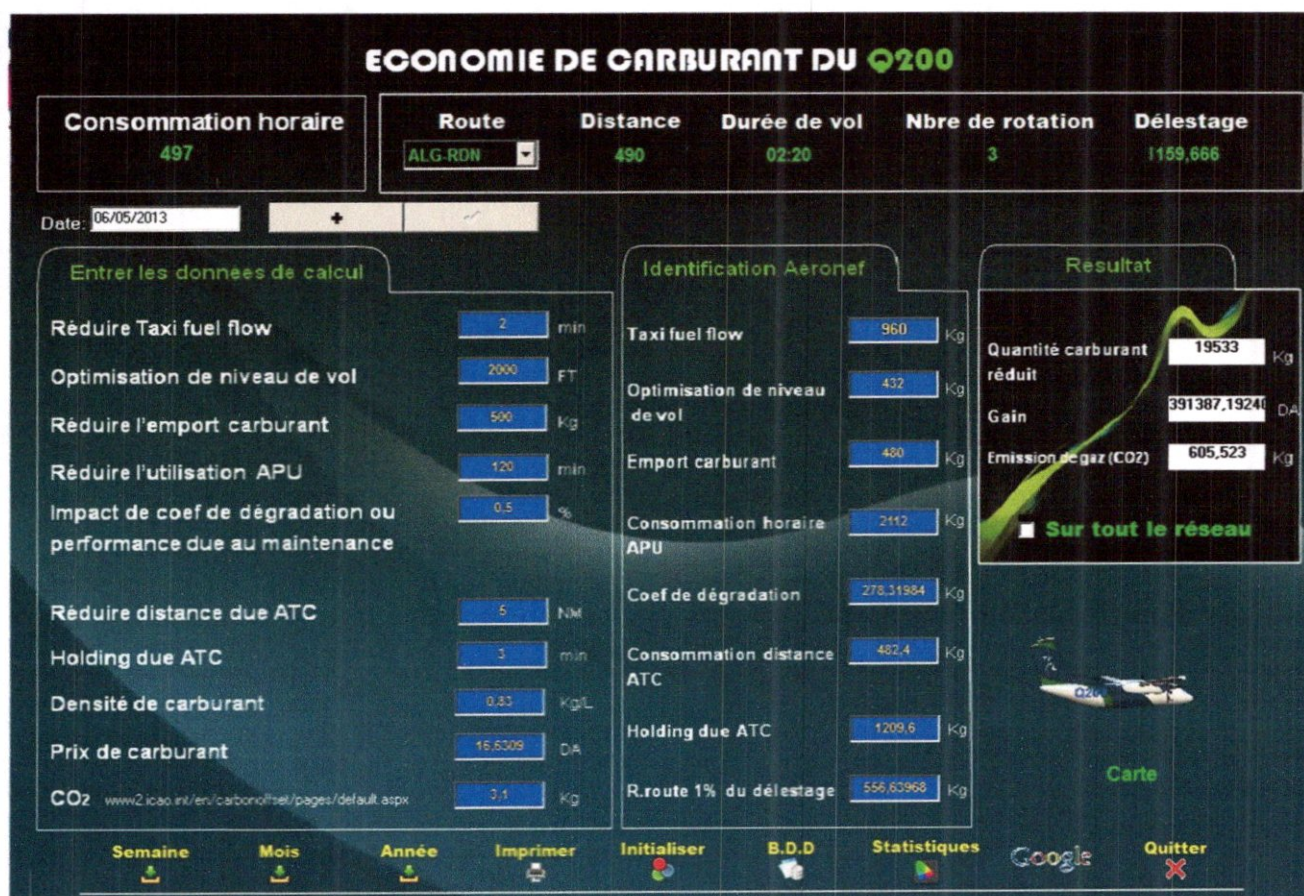 ECONOMIE DE CARBURANT DU Q200
Consommation horaire
497
Route Distance Durée de vol Nbre de rotation Délestage
ALG-RDN 490 02:20 3 1159,666
Date: 06/05/2013
Entrer les données de calcul
Réduire Taxi fuel flow 2 min
Optimisation de niveau de vol 2000 FT
Réduire l'emport carburant 500 Kg
Réduire l'utilisation APU 120 min
Impact de coef de dégradation ou 0,5 %
performance due au maintenance
Réduire distance due ATC 5 NM
Holding due ATC 3 min
Densité de carburant 0,83 Kg/L
Prix de carburant 16,6309 DA
CO2 www2.icao.int/en/carbonoffset/pages/default.aspx 3,1 Kg
Identification Aéronef
Taxi fuel flow 960 Kg
Optimisation de niveau 432 Kg
de vol
Emport carburant 480 Kg
Consommation horaire 2112 Kg
APU
Coef de dégradation 278,31984 Kg
Consommation distance 482,4 Kg
ATC
Holding due ATC 1209,6 Kg
R.route 1% du délestage 556,63968 Kg
Resultat
Quantité carburant 19533 Kg
réduit
Gain 391387,19240 DA
Emission de gaz (CO2) 605,523 Kg
Sur tout le réseau
Q200
Carte
Semaine Mois Année Imprimer Initialiser B.D.D Statistiques Google Quitter